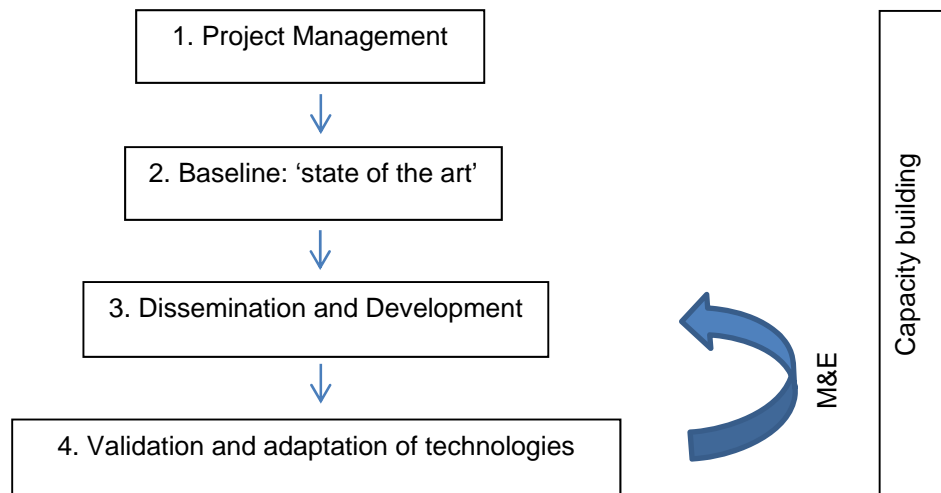 1. Project Management
2. Baseline: ‘state of the art’
3. Dissemination and Development
4. Validation and adaptation of technologies
M&E
Capacity building